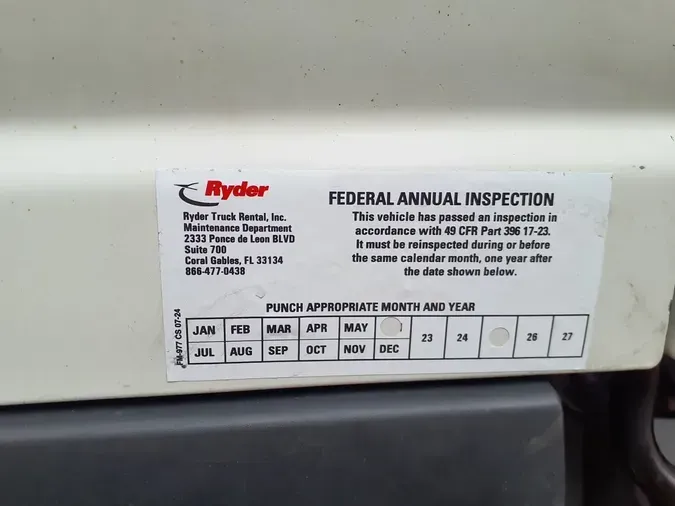 Ryder
Ryder Truck Rental, Inc.
Maintenance Department
2333 Ponce de Leon BLVD
Suite 700
Coral Gables, FL 33134
866-477-0438
FEDERAL ANNUAL INSPECTION
This vehicle has passed an inspection in
accordance with 49 CFR Part 396 17-23.
It must be reinspected during or before
the same calendar month, one year after
the date shown below.
PUNCH APPROPRIATE MONTH AND YEAR
JAN FEB MAR APR MAY 23 24 26 27
JUL AUG SEP OCT NOV DEC
FM-977 CS 07-24